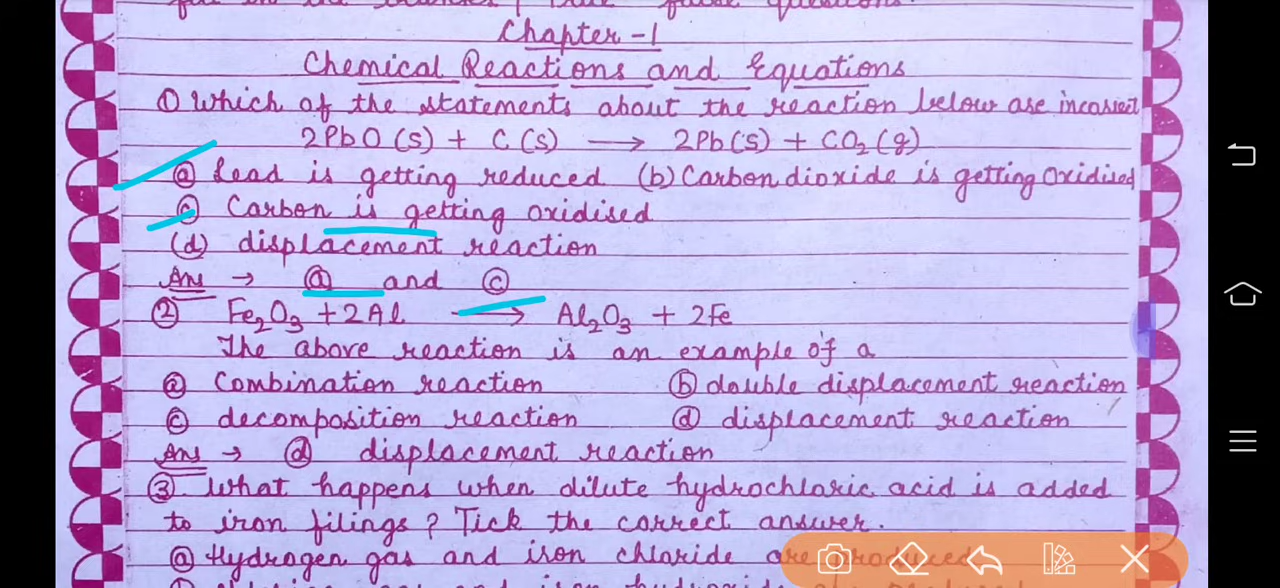 Chapter-1
Chemical Reactions and Equations
① Which of the statements about the reaction below are incorrect
2PbO(s) + C(s) → 2Pb(s) + CO₂(g)
ⓐ Lead is getting reduced (b) Carbondioxide is getting oxidised
ⓒ Carbon is getting oxidised
(d) displacement reaction
Ans → ⓐ and ⓒ
② Fe₂O₃ + 2Al → Al₂O₃ + 2Fe
The above reaction is an example of a
ⓐ combination reaction ⓑ double displacement reaction
ⓒ decomposition reaction ⓓ displacement reaction
Ans → ⓓ displacement reaction
③ What happens when dilute hydrochloric acid is added
to iron filings? Tick the correct answer.
ⓐ Hydrogen gas and iron chloride are produced